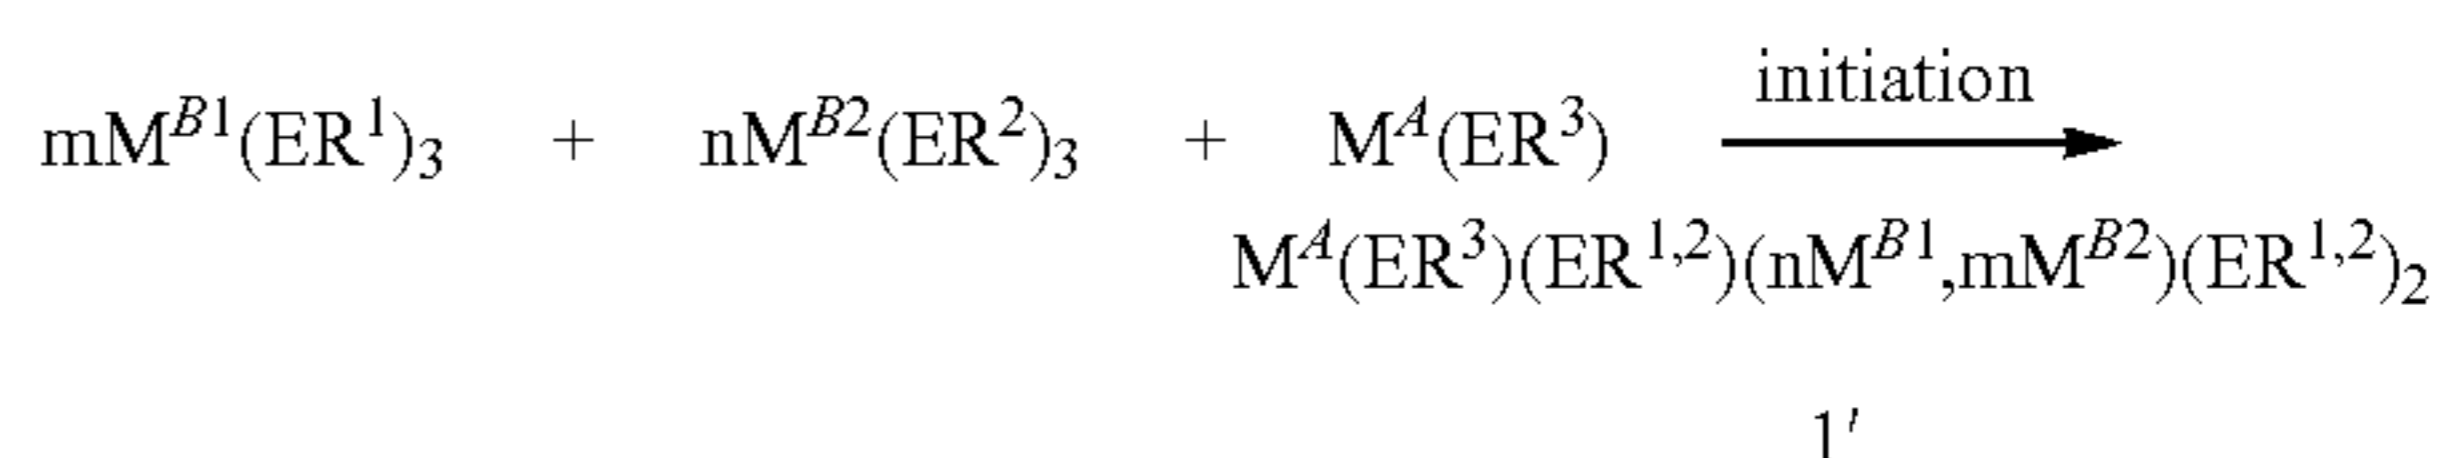 initiation
mM^{B1}(ER^1)_3 + nM^{B2}(ER^2)_3 + M^A(ER^3)
M^A(ER^3)(ER^{1,2})(nM^{B1},mM^{B2})(ER^{1,2})_2
1′